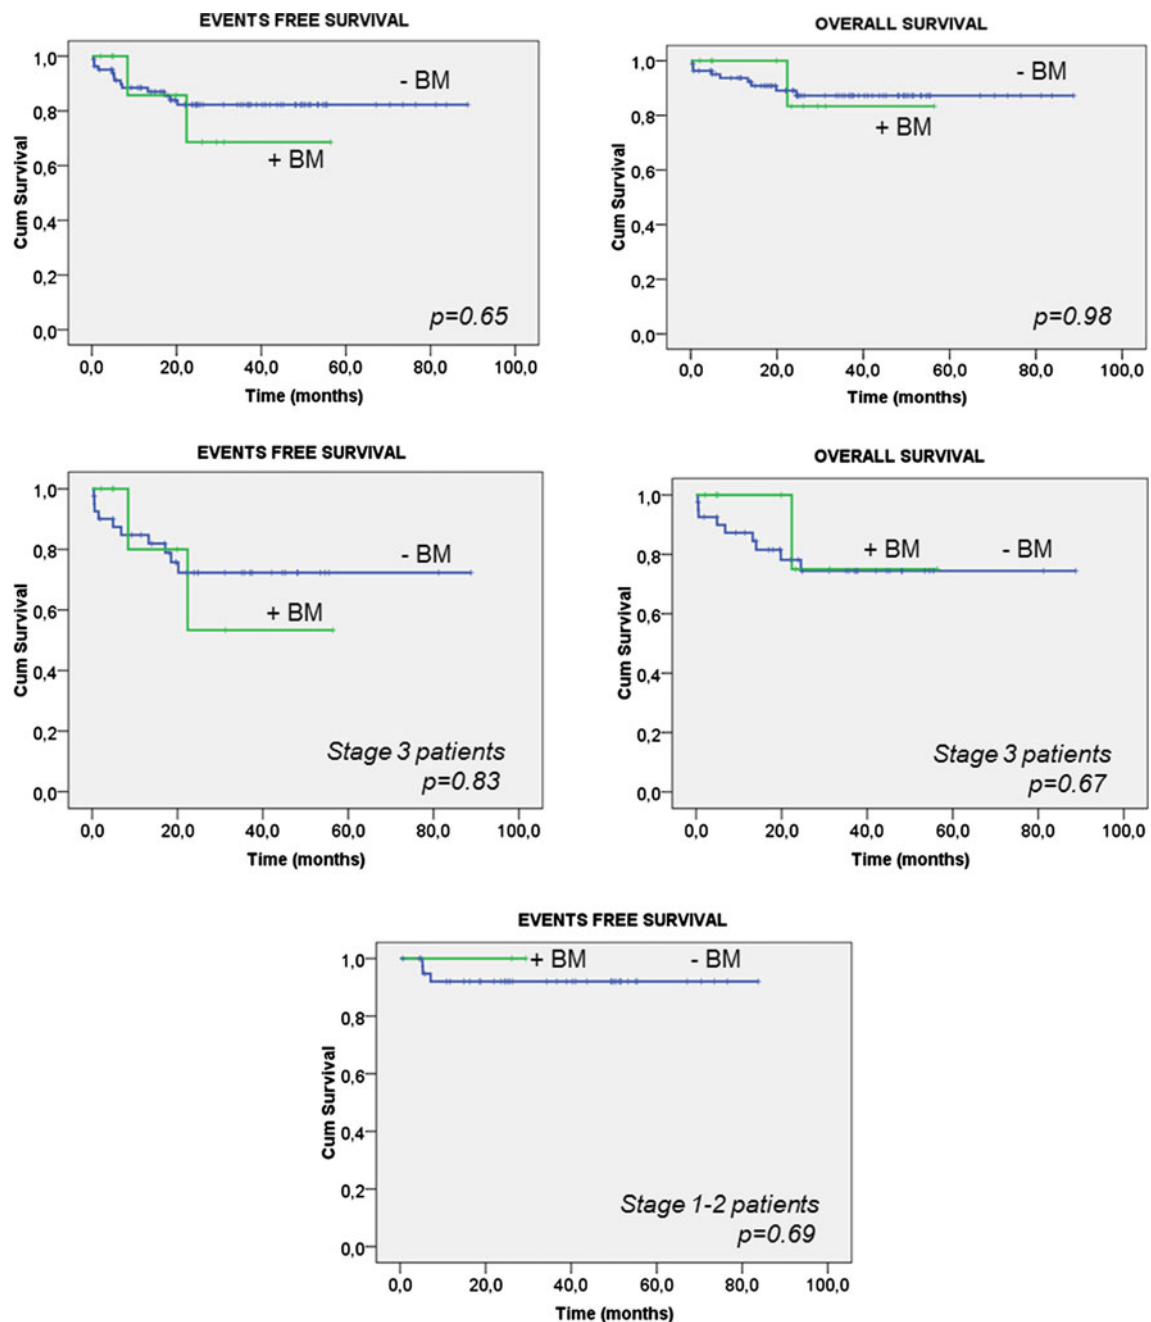 EVENTS FREE SURVIVAL
1,0
0,8
0,6
0,4
0,2
0,0
Cum Survival
- BM
+ BM
p=0.65
0,0 20,0 40,0 60,0 80,0 100,0
Time (months)
OVERALL SURVIVAL
1,0
0,8
0,6
0,4
0,2
0,0
Cum Survival
- BM
+ BM
p=0.98
0,0 20,0 40,0 60,0 80,0 100,0
Time (months)
EVENTS FREE SURVIVAL
1,0
0,8
0,6
0,4
0,2
0,0
Cum Survival
- BM
+ BM
Stage 3 patients
p=0.83
0,0 20,0 40,0 60,0 80,0 100,0
Time (months)
OVERALL SURVIVAL
1,0
0,8
0,6
0,4
0,2
0,0
Cum Survival
+ BM - BM
Stage 3 patients
p=0.67
0,0 20,0 40,0 60,0 80,0 100,0
Time (months)
EVENTS FREE SURVIVAL
1,0
0,8
0,6
0,4
0,2
0,0
Cum Survival
+ BM - BM
Stage 1-2 patients
p=0.69
0,0 20,0 40,0 60,0 80,0 100,0
Time (months)